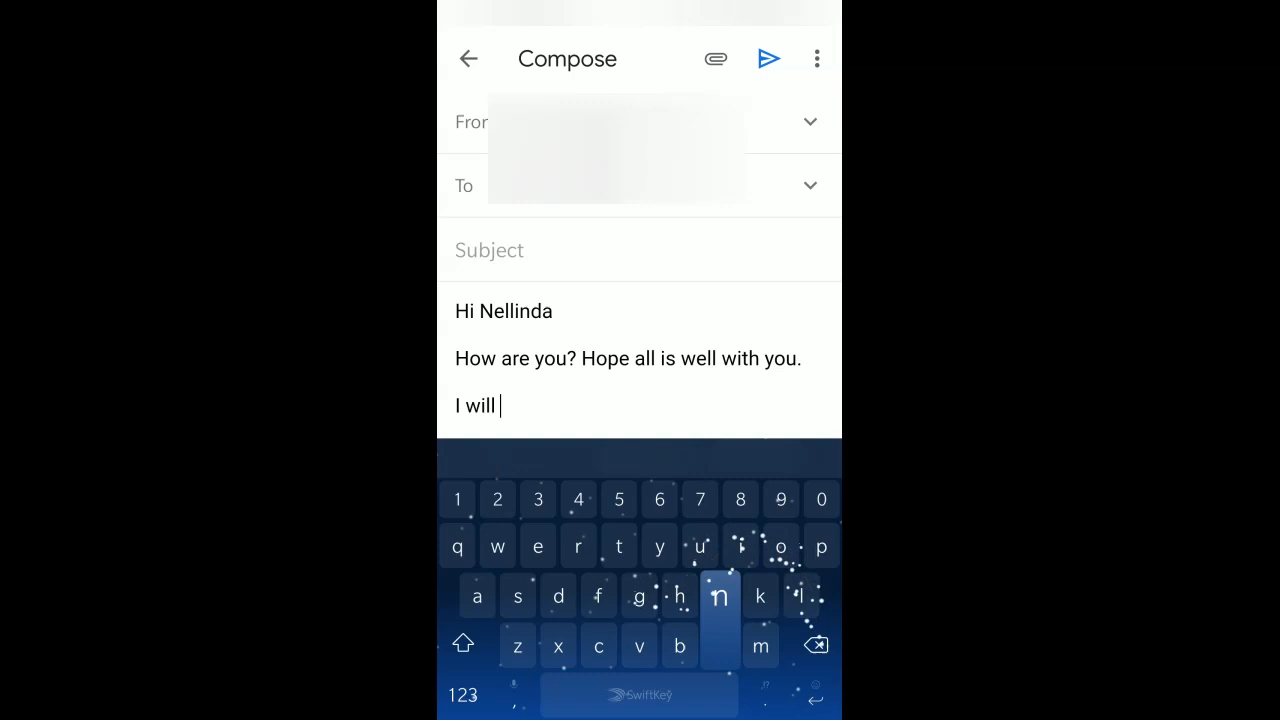 Compose
From
To
Subject
Hi Nellinda
How are you? Hope all is well with you.
I will
1 2 3 4 5 6 7 8 9 0
q w e r t y u i o p
a s d f g h n k l
z x c v b m
123 , SwiftKey .